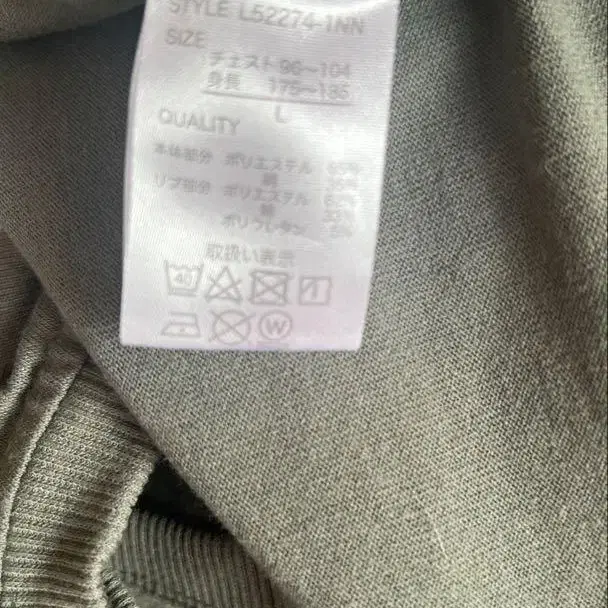 STYLE L52274-1NN
SIZE
チェスト 96~104
身長 175~185
L
QUALITY
本体部分 ポリエステル
綿
リブ部分 ポリエステル
綿
ポリウレタン 5%
取扱い表示
40
W